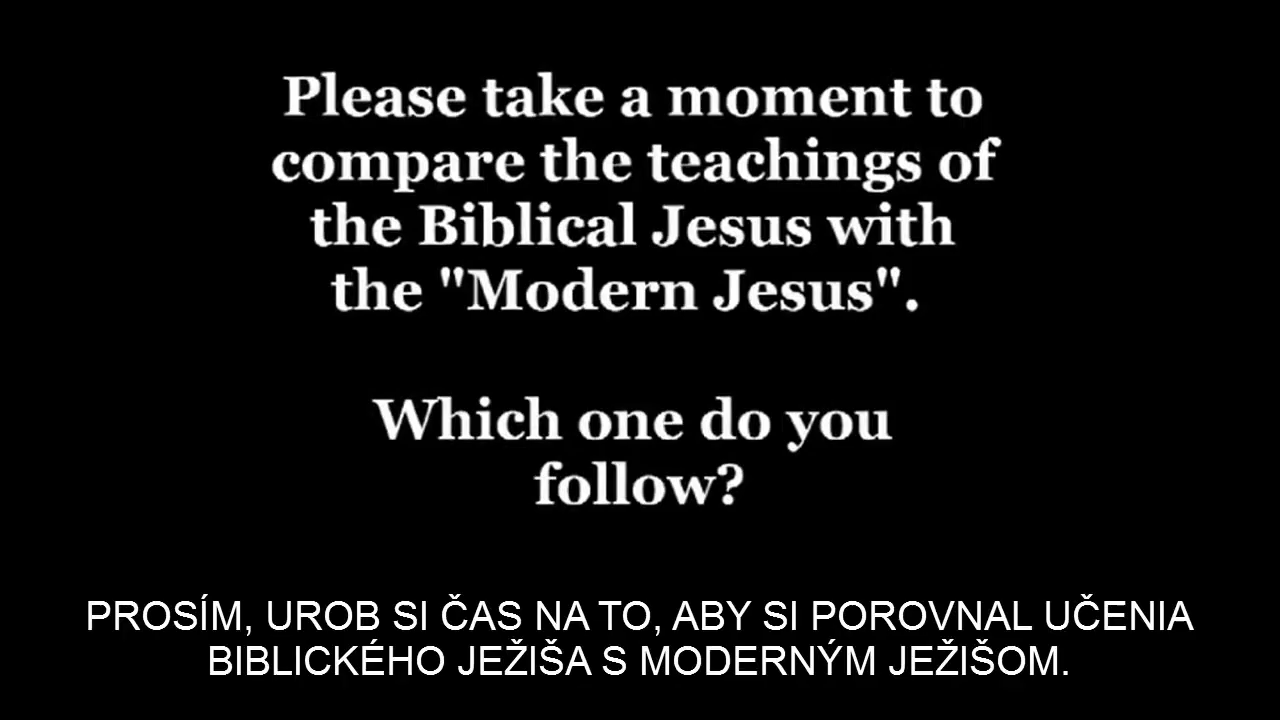 Please take a moment to
compare the teachings of
the Biblical Jesus with
the "Modern Jesus".
Which one do you
follow?
PROSÍM, UROB SI ČAS NA TO, ABY SI POROVNAL UČENIA
BIBLICKÉHO JEŽIŠA S MODERNÝM JEŽIŠOM.